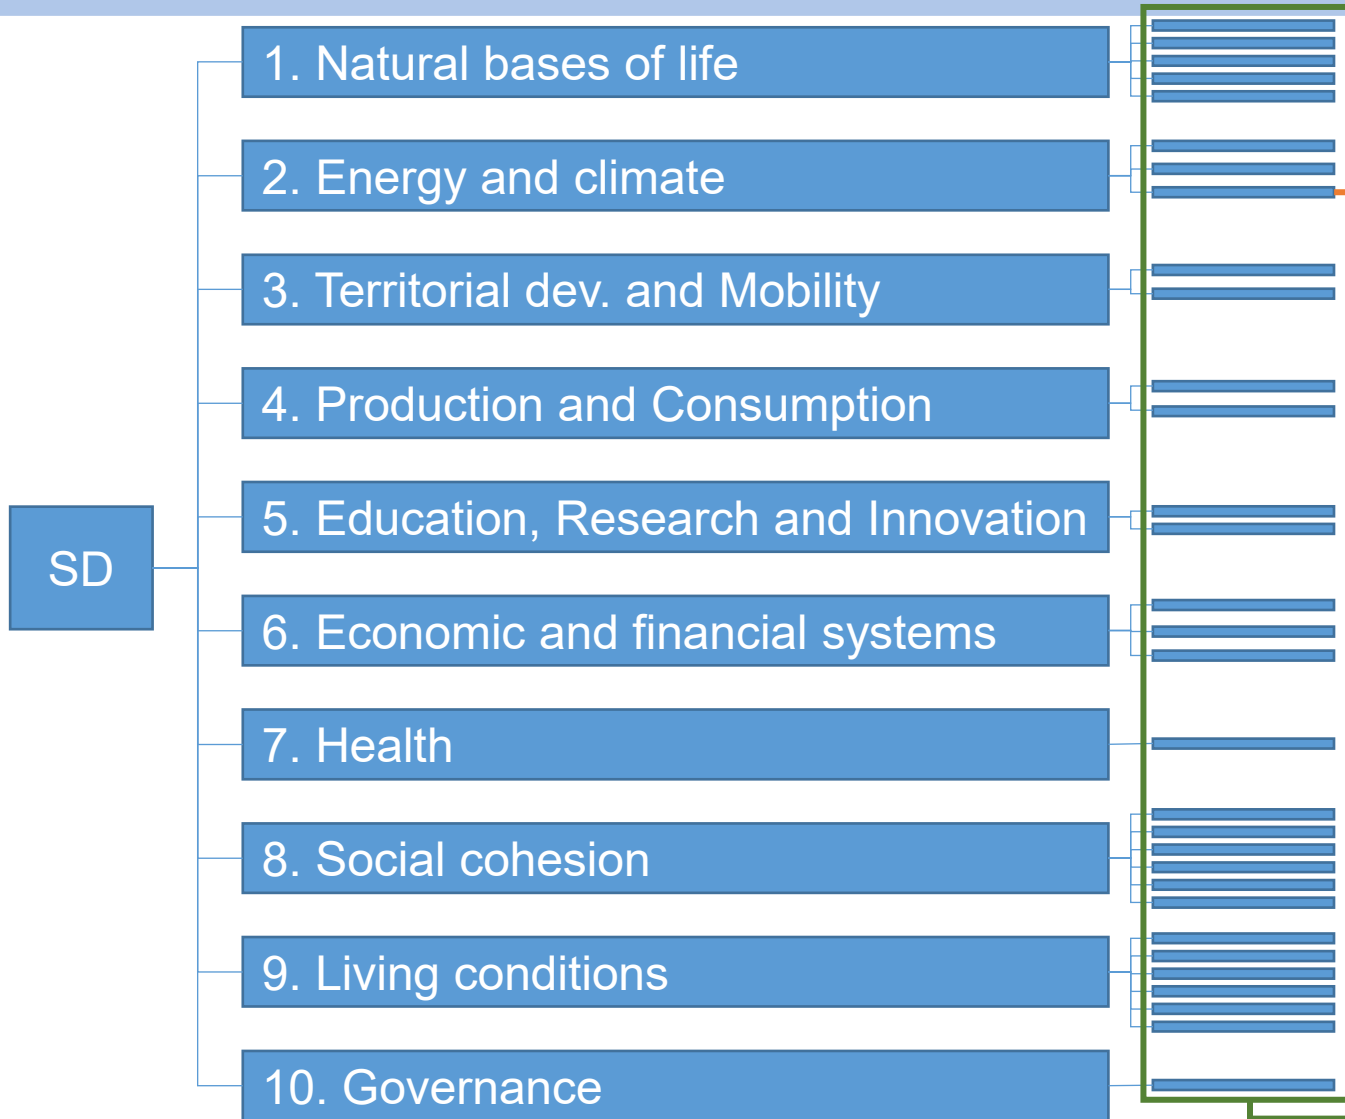 1. Natural bases of life
2. Energy and climate
3. Territorial dev. and Mobility
4. Production and Consumption
5. Education, Research and Innovation
SD
6. Economic and financial systems
7. Health
8. Social cohesion
9. Living conditions
10. Governance